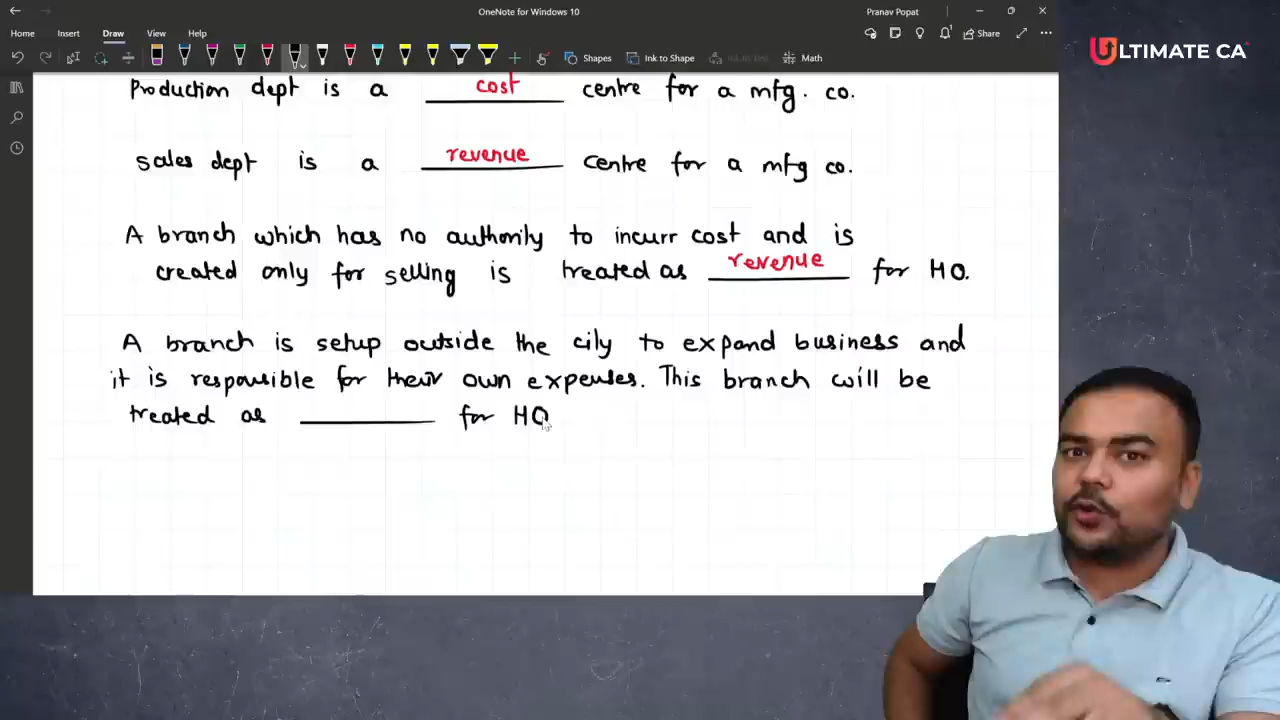 OneNote for Windows 10
Pranav Popat
Home Insert Draw View Help
Share
Shapes Ink to Shape Ink to Text Math
ULTIMATE CA
Production dept is a cost centre for a mfg. co.
sales dept is a revenue centre for a mfg co.
A branch which has no authority to incurr cost and is
created only for selling is treated as revenue for HO.
A branch is setup outside the city to expand business and
it is responsible for their own expenses. This branch will be
treated as ________ for HO